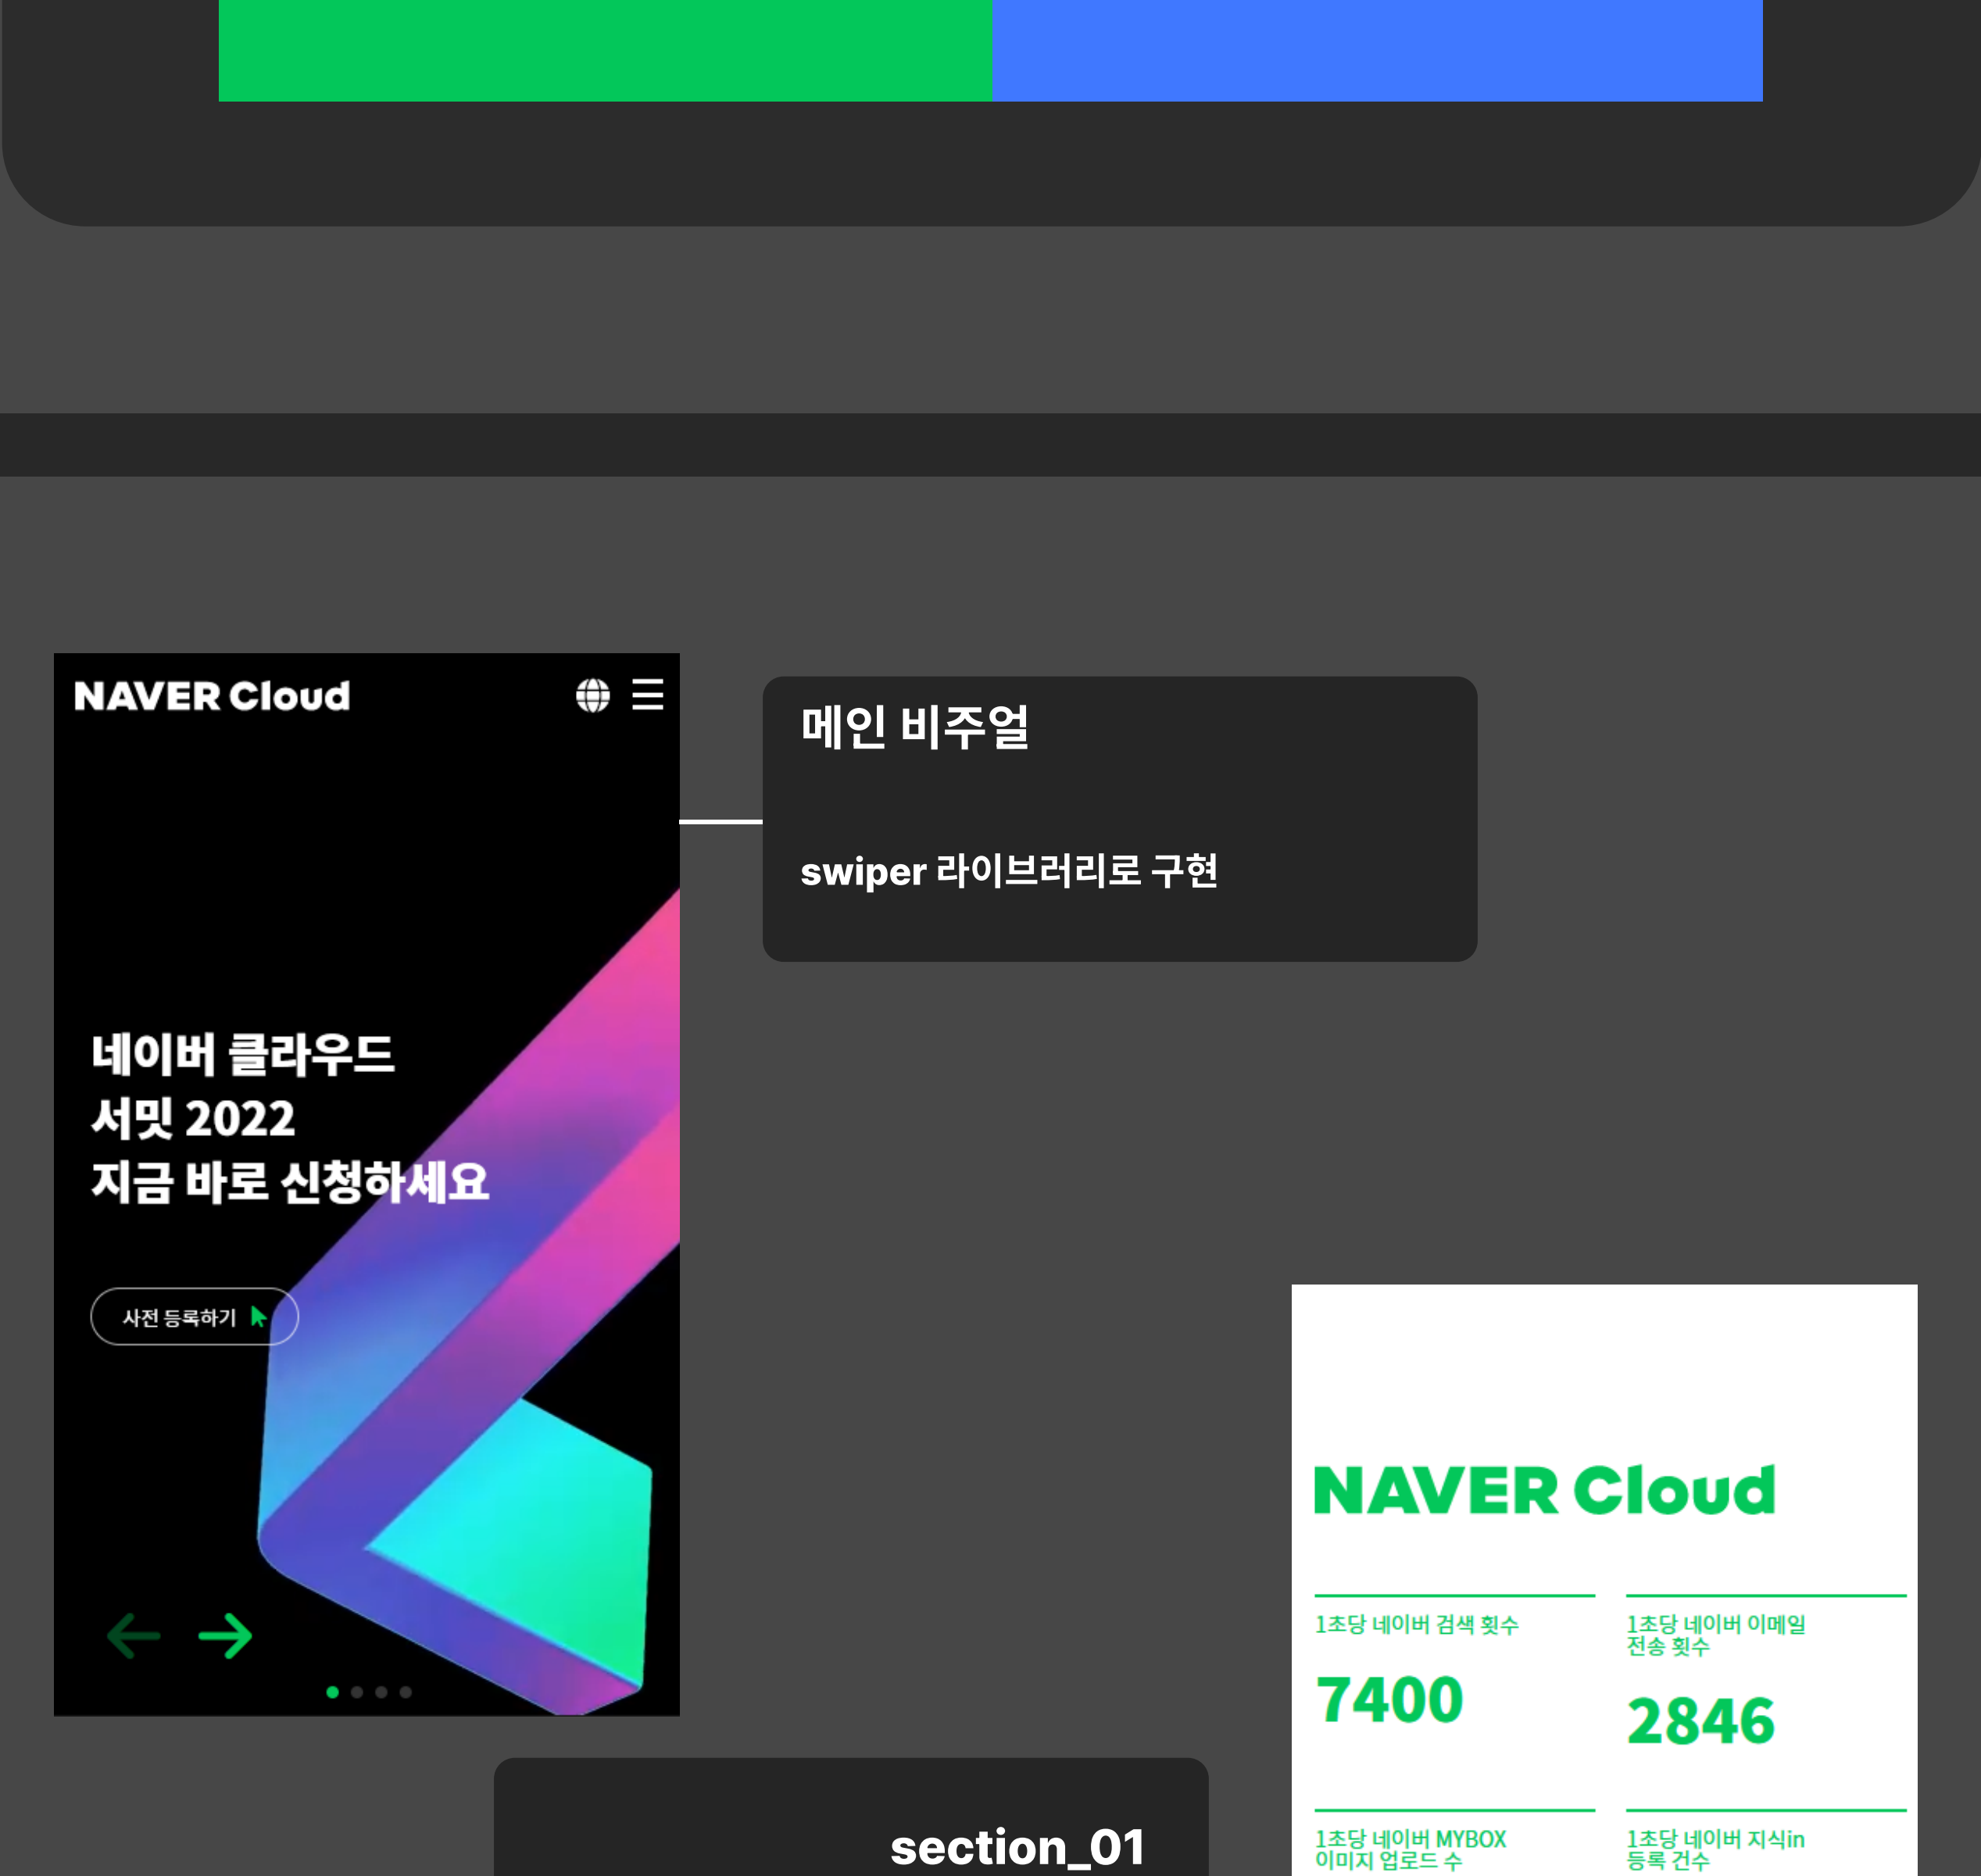 NAVER Cloud
메인 비주얼
swiper 라이브러리로 구현
네이버 클라우드
서밋 2022
지금 바로 신청하세요
사전 등록하기
NAVER Cloud
1초당 네이버 검색 횟수
7400
1초당 네이버 이메일
전송 횟수
2846
1초당 네이버 MYBOX
이미지 업로드 수
1초당 네이버 지식in
등록 건수
section_01